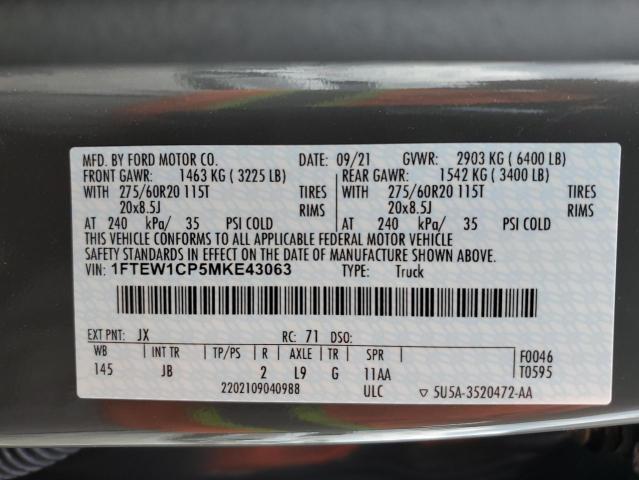 MFD. BY FORD MOTOR CO. DATE: 09/21 GVWR: 2903 KG ( 6400 LB)
FRONT GAWR: 1463 KG ( 3225 LB) REAR GAWR: 1542 KG ( 3400 LB)
WITH 275/60R20 115T TIRES WITH 275/60R20 115T TIRES
20x8.5J RIMS 20x8.5J RIMS
AT 240 kPa/ 35 PSI COLD AT 240 kPa/ 35 PSI COLD
THIS VEHICLE CONFORMS TO ALL APPLICABLE FEDERAL MOTOR VEHICLE
SAFETY STANDARDS IN EFFECT ON THE DATE OF MANUFACTURE SHOWN ABOVE.
VIN: 1FTEW1CP5MKE43063 TYPE: Truck
EXT PNT: JX RC: 71 DSO:
WB INT TR TP/PS R AXLE TR SPR F0046
145 JB 2 L9 G 11AA T0595
2202109040988 ULC ▽ 5U5A-3520472-AA